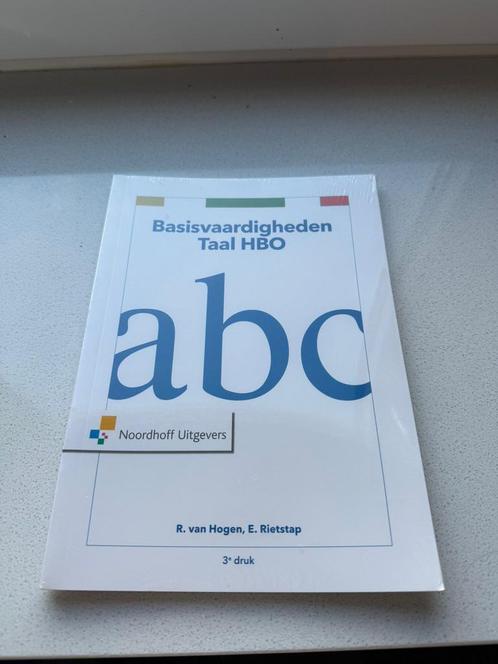 Basisvaardigheden
Taal HBO
abc
Noordhoff Uitgevers
R. van Hogen, E. Rietstap
3e druk